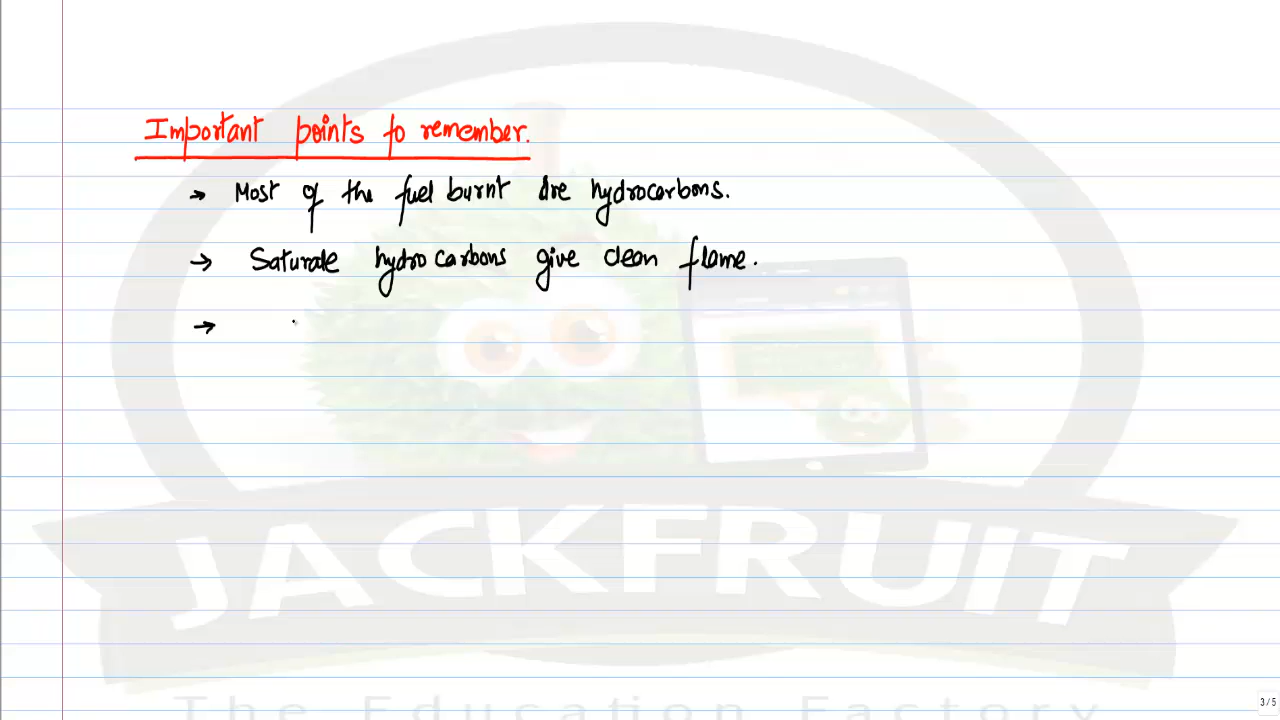 Important points to remember.
→ Most of the fuel burnt are hydrocarbons.
→ Saturate hydrocarbons give clean flame.
→
JACKFRUIT
The Education Factory
3/5